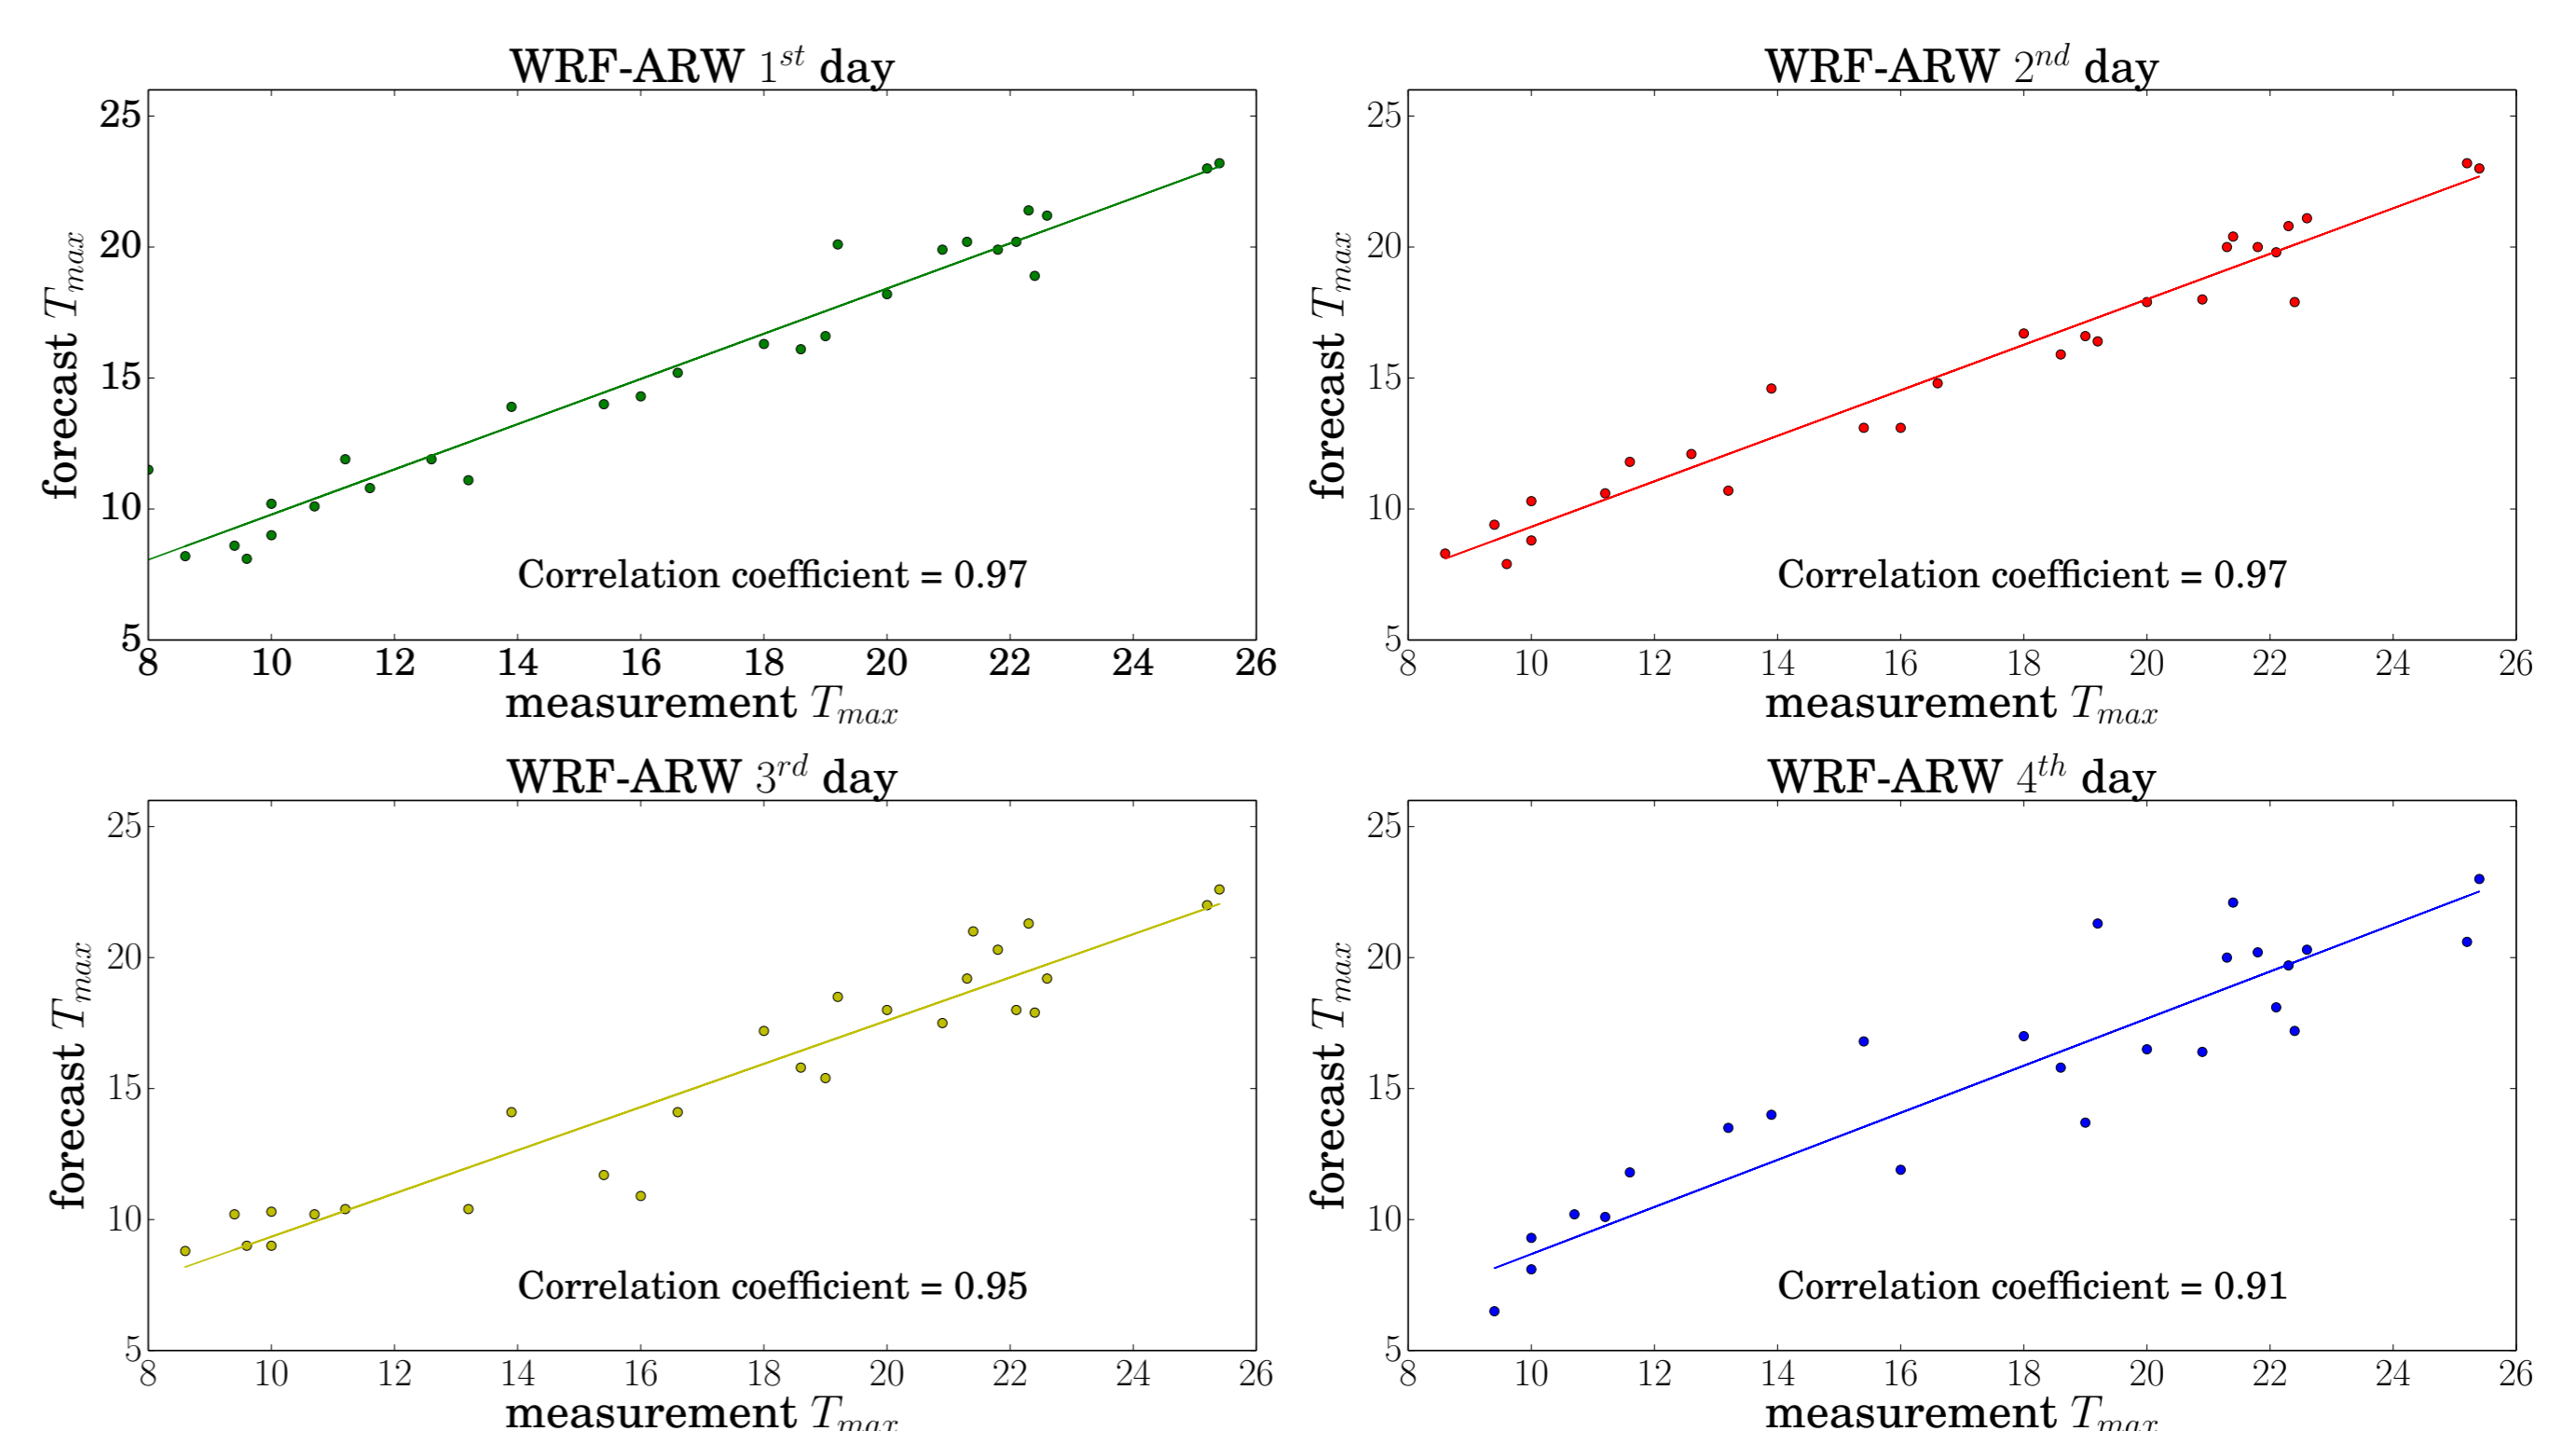 WRF-ARW 1st day
25
20
15
10
5
forecast Tmax
Correlation coefficient = 0.97
8 10 12 14 16 18 20 22 24 26
measurement Tmax
WRF-ARW 2nd day
25
20
15
10
5
forecast Tmax
Correlation coefficient = 0.97
8 10 12 14 16 18 20 22 24 26
measurement Tmax
WRF-ARW 3rd day
25
20
15
10
5
forecast Tmax
Correlation coefficient = 0.95
8 10 12 14 16 18 20 22 24 26
measurement Tmax
WRF-ARW 4th day
25
20
15
10
5
forecast Tmax
Correlation coefficient = 0.91
8 10 12 14 16 18 20 22 24 26
measurement Tmax